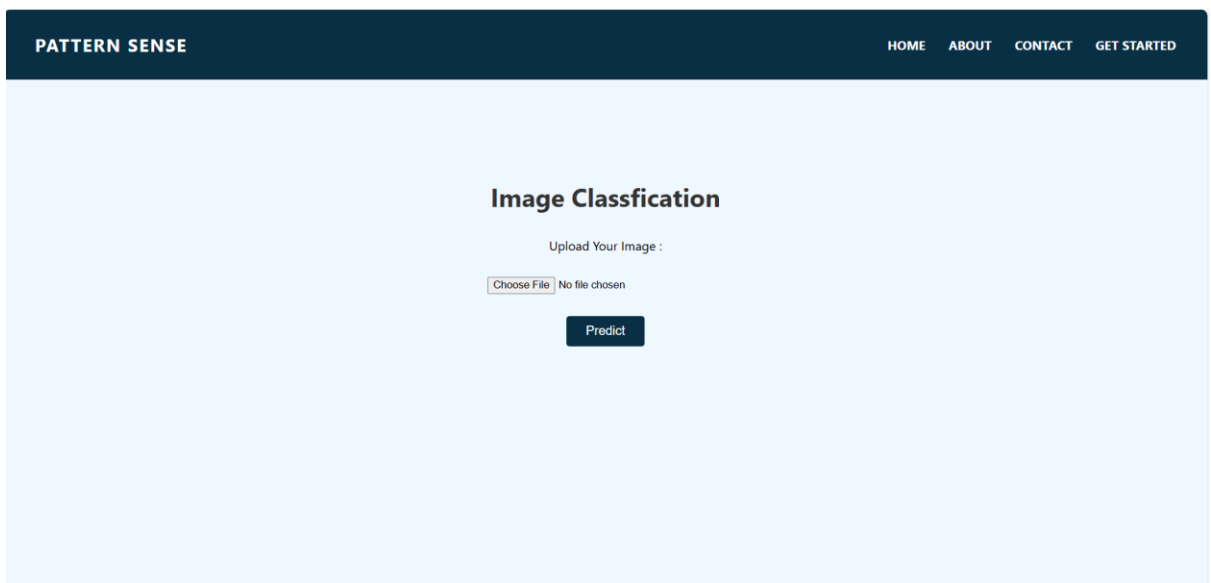 PATTERN SENSE
HOME ABOUT CONTACT GET STARTED
Image Classfication
Upload Your Image :
Choose File No file chosen
Predict